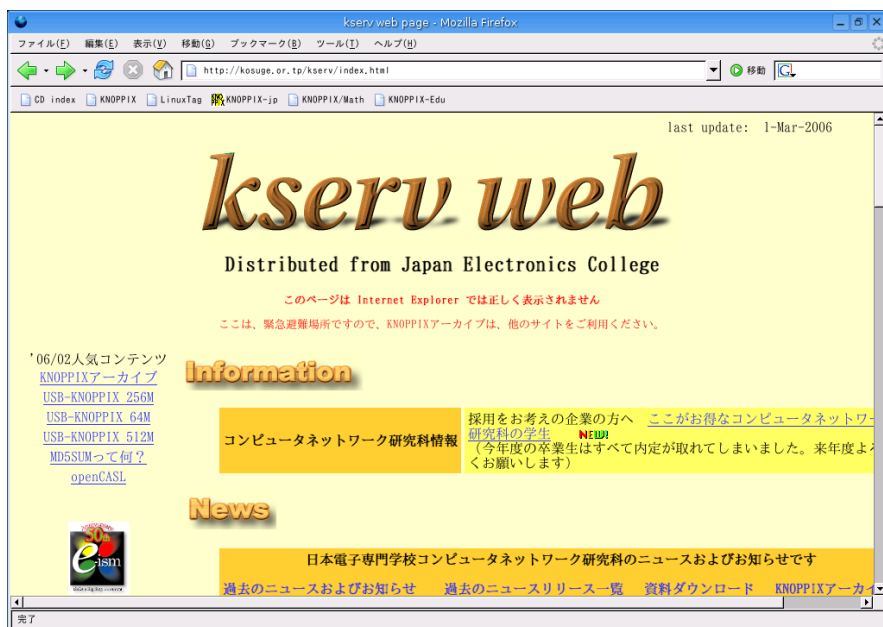 kserv web page - Mozilla Firefox
ファイル(F) 編集(E) 表示(V) 移動(G) ブックマーク(B) ツール(T) ヘルプ(H)
http://kosuge.or.tp/kserv/index.html 移動 G
CD index KNOPPIX LinuxTag KNOPPIX-jp KNOPPIX/Math KNOPPIX-Edu
last update: 1-Mar-2006
kserv web
Distributed from Japan Electronics College
このページは Internet Explorer では正しく表示されません
ここは、緊急避難場所ですので、KNOPPIXアーカイブは、他のサイトをご利用ください。
'06/02人気コンテンツ
KNOPPIXアーカイブ
USB-KNOPPIX 256M
USB-KNOPPIX 64M
USB-KNOPPIX 512M
MD5SUMって何？
openCASL
50th
e-ism
Information
コンピュータネットワーク研究科情報
採用をお考えの企業の方へ ここがお得なコンピュータネットワー
研究科の学生 NEW!
（今年度の卒業生はすべて内定が取れてしまいました。来年度よ
くお願いします）
News
日本電子専門学校コンピュータネットワーク研究科のニュースおよびお知らせです
過去のニュースおよびお知らせ 過去のニュースリリース一覧 資料ダウンロード KNOPPIXアーカイ
完了